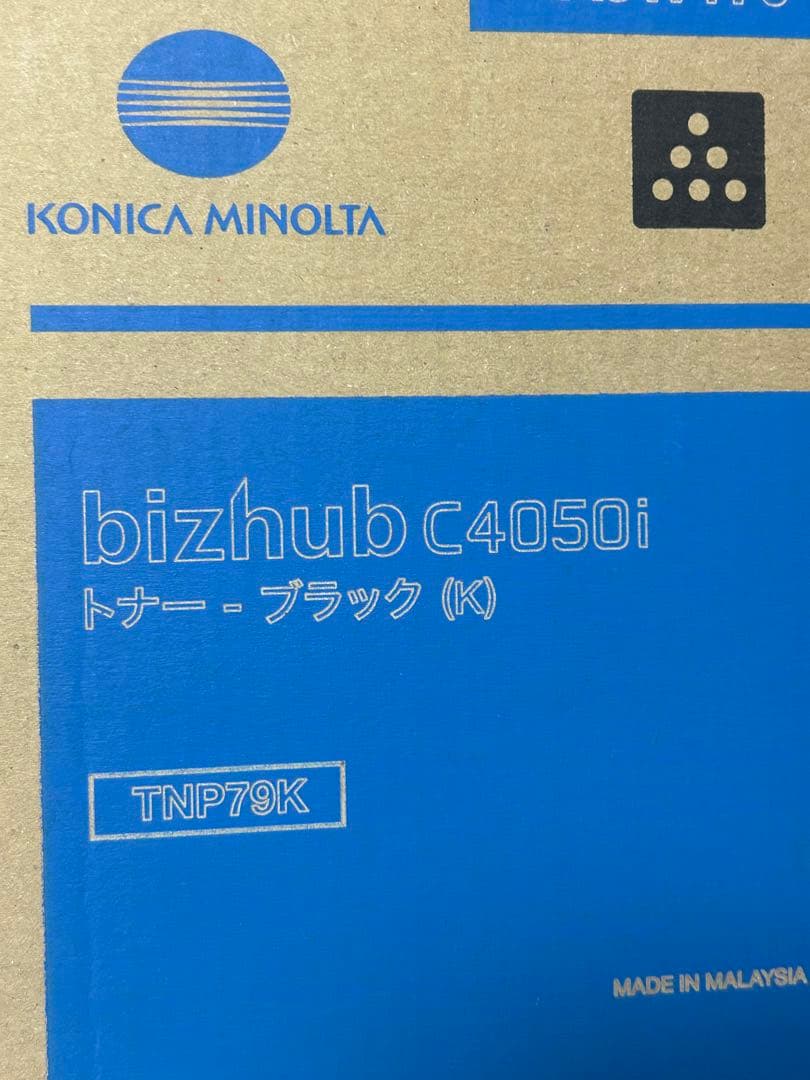 KONICA MINOLTA
bizhub C4050i
トナー - ブラック (K)
TNP79K
MADE IN MALAYSIA